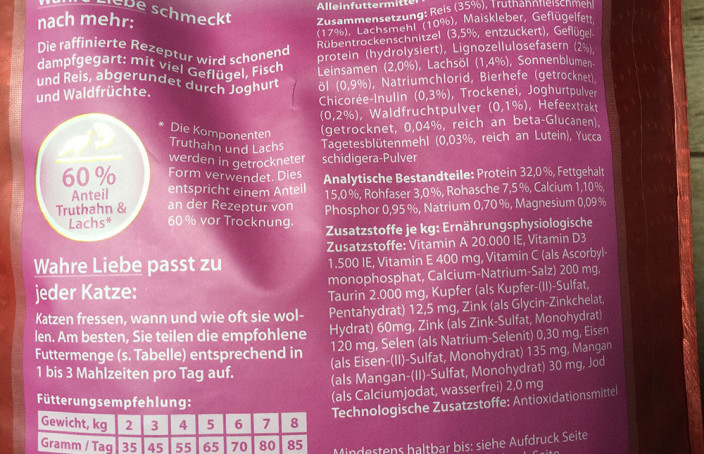 Wahre Liebe schmeckt
nach mehr:
Die raffinierte Rezeptur wird schonend
dampfgegart: mit viel Geflügel, Fisch
und Reis, abgerundet durch Joghurt
und Waldfrüchte.
60 %
Anteil
Truthahn &
Lachs*
* Die Komponenten
Truthahn und Lachs
werden in getrockneter
Form verwendet. Dies
entspricht einem Anteil
an der Rezeptur von
60 % vor Trocknung.
Wahre Liebe passt zu
jeder Katze:
Katzen fressen, wann und wie oft sie wol-
len. Am besten, Sie teilen die empfohlene
Futtermenge (s. Tabelle) entsprechend in
1 bis 3 Mahlzeiten pro Tag auf.
Fütterungsempfehlung:
Gewicht, kg 2 3 4 5 6 7 8
Gramm / Tag 35 45 55 65 70 80 85
Alleinfuttermittel
Zusammensetzung: Reis (35%), Truthahnfleischmehl
(17%), Lachsmehl (10%), Maiskleber, Geflügelfett,
Rübentrockenschnitzel (3,5%, entzuckert), Geflügel-
protein (hydrolysiert), Lignozellulosefasern (2%),
Leinsamen (2,0%), Lachsöl (1,4%), Sonnenblumen-
öl (0,9%), Natriumchlorid, Bierhefe (getrocknet),
Chicorée-Inulin (0,3%), Trockenei, Joghurtpulver
(0,2%), Waldfruchtpulver (0,1%), Hefeextrakt
(getrocknet, 0,04%, reich an beta-Glucanen),
Tagetesblütenmehl (0,03%, reich an Lutein), Yucca
schidigera-Pulver
Analytische Bestandteile: Protein 32,0%, Fettgehalt
15,0%, Rohfaser 3,0%, Rohasche 7,5%, Calcium 1,10%,
Phosphor 0,95%, Natrium 0,70%, Magnesium 0,09%
Zusatzstoffe je kg: Ernährungsphysiologische
Zusatzstoffe: Vitamin A 20.000 IE, Vitamin D3
1.500 IE, Vitamin E 400 mg, Vitamin C (als Ascorbyl-
monophosphat, Calcium-Natrium-Salz) 200 mg,
Taurin 2.000 mg, Kupfer (als Kupfer-(II)-Sulfat,
Pentahydrat) 12,5 mg, Zink (als Glycin-Zinkchelat,
Hydrat) 60mg, Zink (als Zink-Sulfat, Monohydrat)
120 mg, Selen (als Natrium-Selenit) 0,30 mg, Eisen
(als Eisen-(II)-Sulfat, Monohydrat) 135 mg, Mangan
(als Mangan-(II)-Sulfat, Monohydrat) 30 mg, Jod
(als Calciumjodat, wasserfrei) 2,0 mg
Technologische Zusatzstoffe: Antioxidationsmittel
Mindestens haltbar bis: siehe Aufdruck Seite
Seite